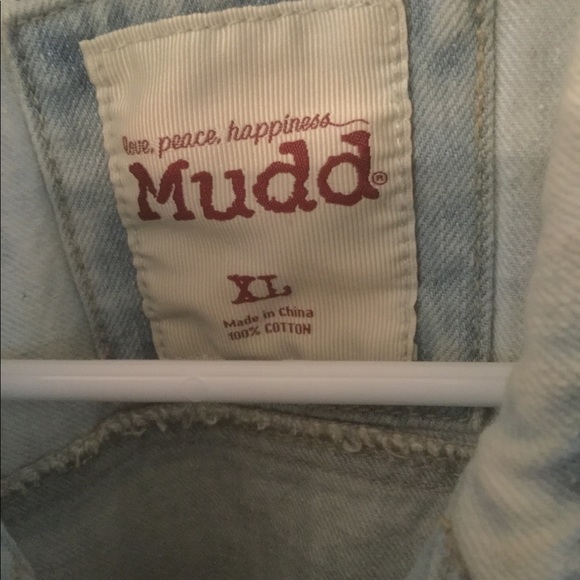 love, peace, happiness
Mudd®
XL
Made in China
100% COTTON